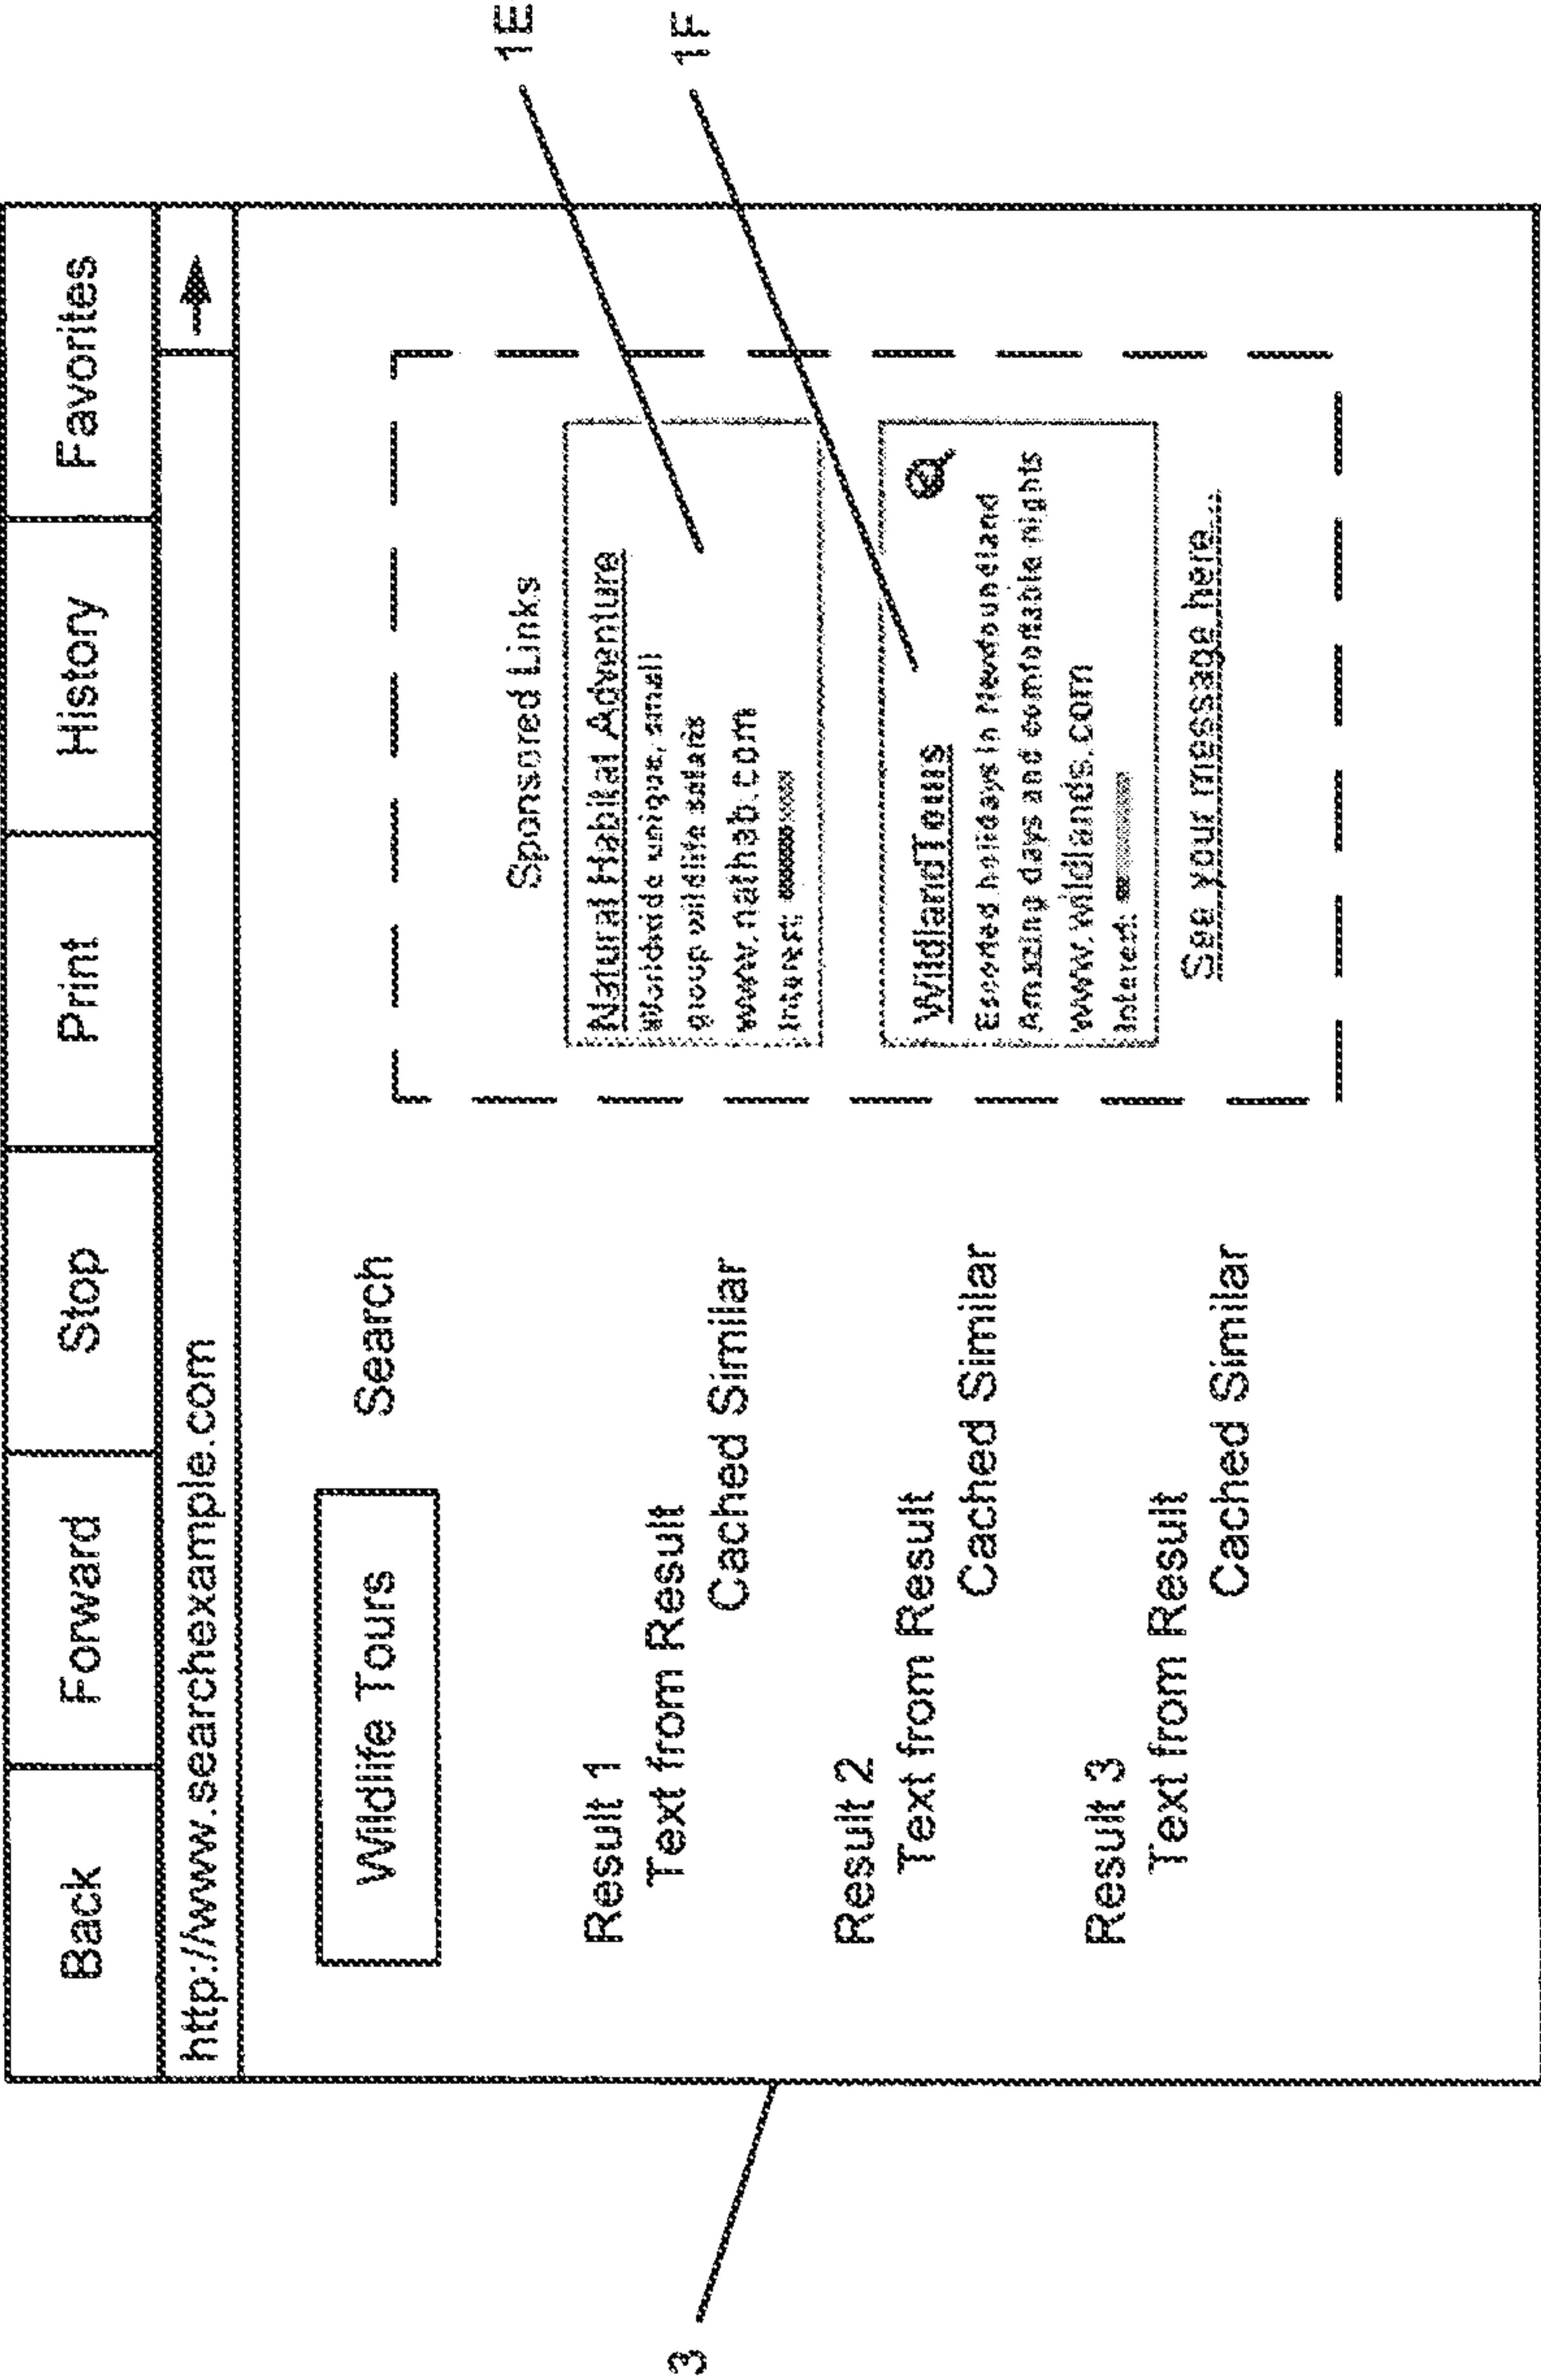 Back Forward Stop Print History Favorites
http://www.searchexample.com
Wildlife Tours Search
Result 1
Text from Result
Cached Similar
Result 2
Text from Result
Cached Similar
Result 3
Text from Result
Cached Similar
Sponsored Links
Natural Habitat Adventure
Worldwide unique, small
group wildlife safaris
www.nathab.com
Interest:
WildlandTours
Escorted holidays in Newfoundland
Amazing days and comfortable nights
www.wildlands.com
Interest:
See your message here...
1E
1F
3